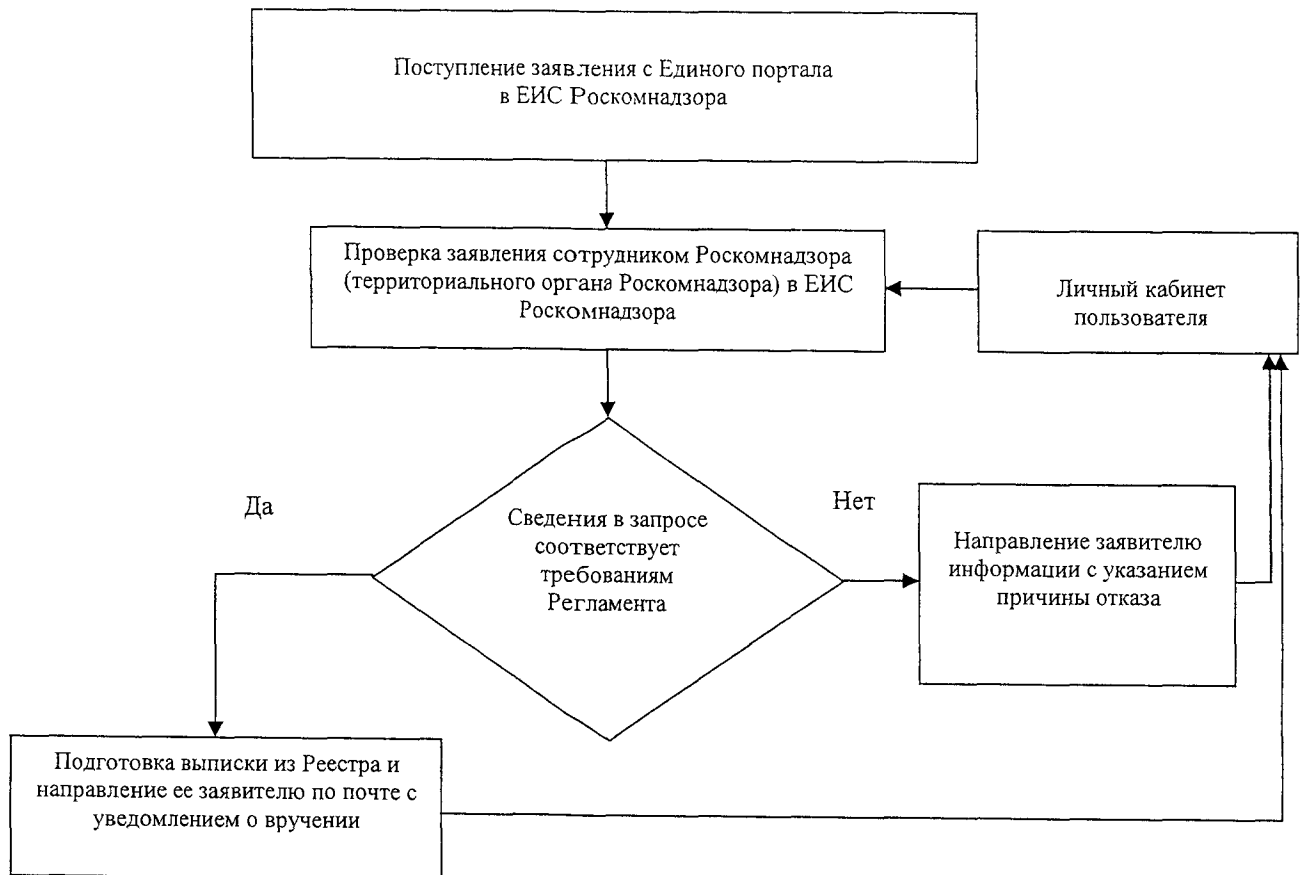 Поступление заявления с Единого портала
в ЕИС Роскомнадзора
Проверка заявления сотрудником Роскомнадзора
(территориального органа Роскомнадзора) в ЕИС
Роскомнадзора
Личный кабинет
пользователя
Да
Нет
Сведения в запросе
соответствует
требованиям
Регламента
Направление заявителю
информации с указанием
причины отказа
Подготовка выписки из Реестра и
направление ее заявителю по почте с
уведомлением о вручении